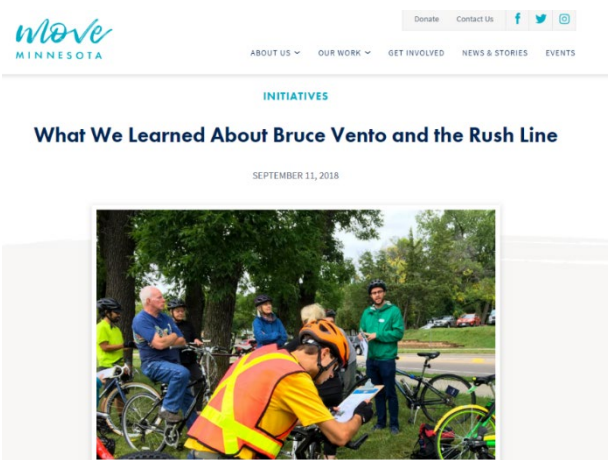 Donate Contact Us
move
MINNESOTA
ABOUT US OUR WORK GET INVOLVED NEWS & STORIES EVENTS
INITIATIVES
What We Learned About Bruce Vento and the Rush Line
SEPTEMBER 11, 2018